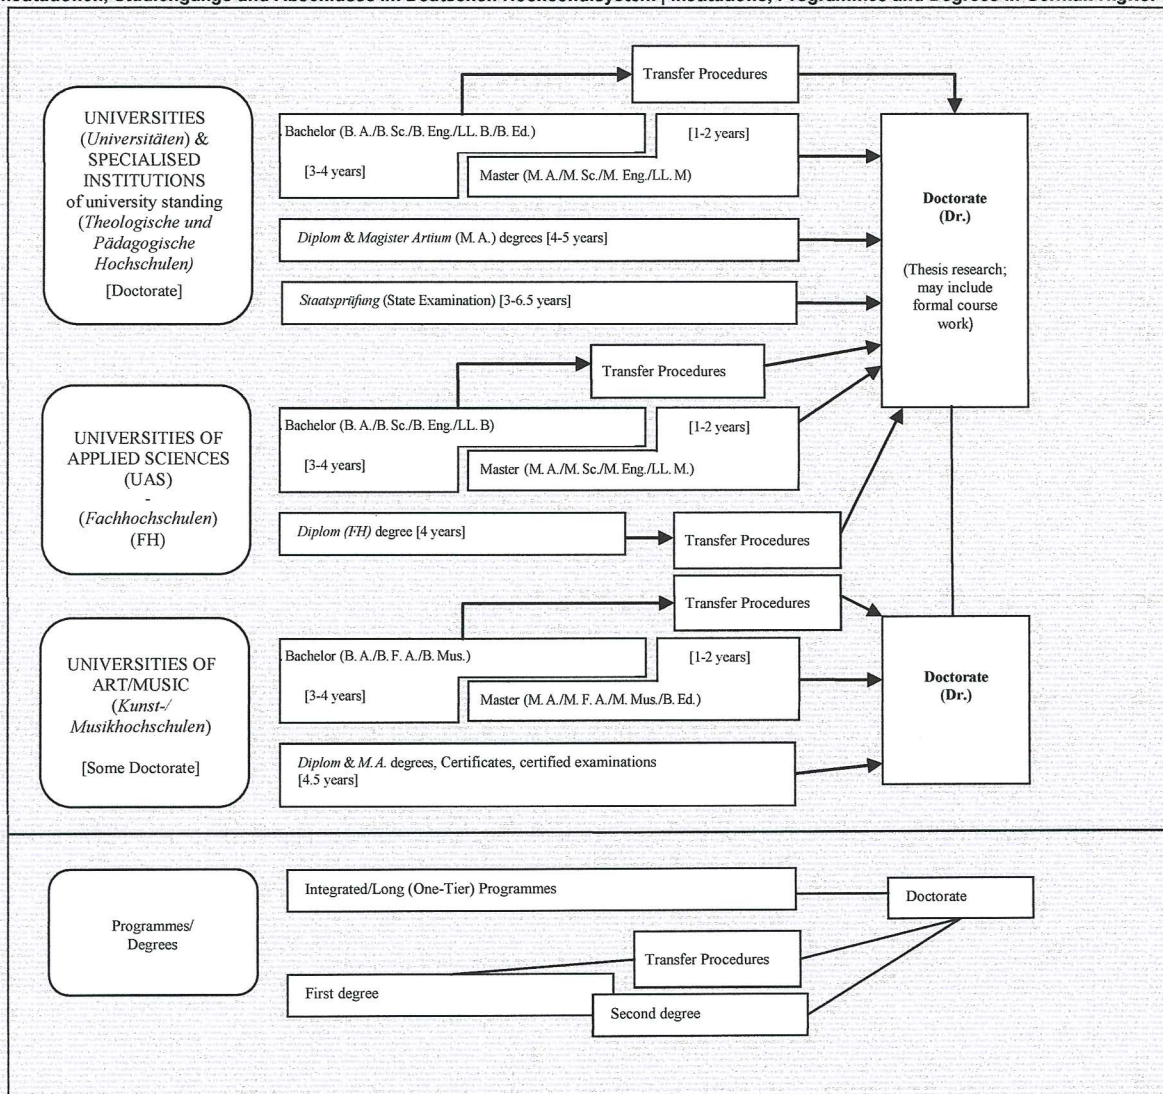 Institutionen, Studiengänge und Abschlüsse im Deutschen Hochschulsystem | Institutions, Programmes and Degrees in German Higher
Transfer Procedures
UNIVERSITIES
(Universitäten) &
SPECIALISED
INSTITUTIONS
of university standing
(Theologische und
Pädagogische
Hochschulen)
[Doctorate]
Bachelor (B. A./B. Sc./B. Eng./LL. B./B. Ed.)
[3-4 years]
[1-2 years]
Master (M. A./M. Sc./M. Eng./LL. M)
Diplom & Magister Artium (M. A.) degrees [4-5 years]
Staatsprüfung (State Examination) [3-6.5 years]
Doctorate
(Dr.)
(Thesis research;
may include
formal course
work)
Transfer Procedures
UNIVERSITIES OF
APPLIED SCIENCES
(UAS)
-
(Fachhochschulen)
(FH)
Bachelor (B. A./B. Sc./B. Eng./LL. B)
[3-4 years]
[1-2 years]
Master (M. A./M. Sc./M. Eng./LL. M.)
Diplom (FH) degree [4 years]
Transfer Procedures
Transfer Procedures
UNIVERSITIES OF
ART/MUSIC
(Kunst-/
Musikhochschulen)
[Some Doctorate]
Bachelor (B. A./B. F. A./B. Mus.)
[3-4 years]
[1-2 years]
Master (M. A./M. F. A./M. Mus./B. Ed.)
Diplom & M. A. degrees, Certificates, certified examinations
[4.5 years]
Doctorate
(Dr.)
Programmes/
Degrees
Integrated/Long (One-Tier) Programmes
Doctorate
Transfer Procedures
First degree
Second degree